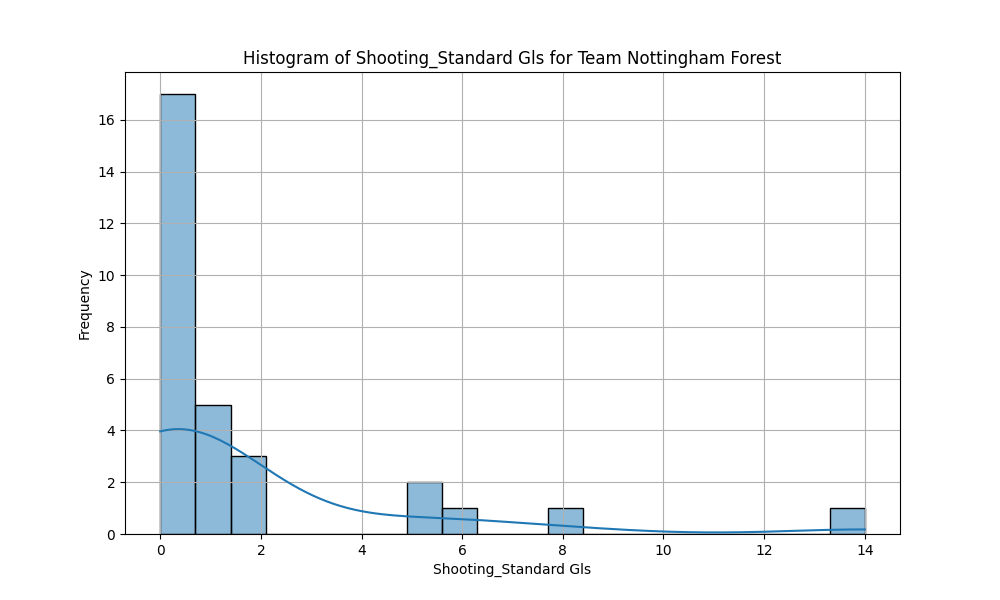 Histogram of Shooting_Standard Gls for Team Nottingham Forest
16
14
12
10
8
6
4
2
0
Frequency
0 2 4 6 8 10 12 14
Shooting_Standard Gls